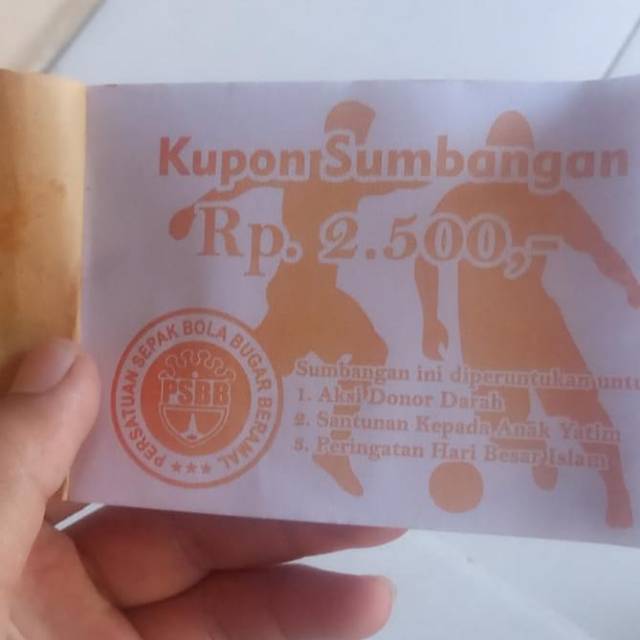 Kupon Sumbangan
Rp. 2.500,-
PERSATUAN SEPAK BOLA BUGAR BERAMAL
PSBB
Sumbangan ini diperuntukan untu
1. Aksi Donor Darah
2. Santunan Kepada Anak Yatim
3. Peringatan Hari Besar Islam